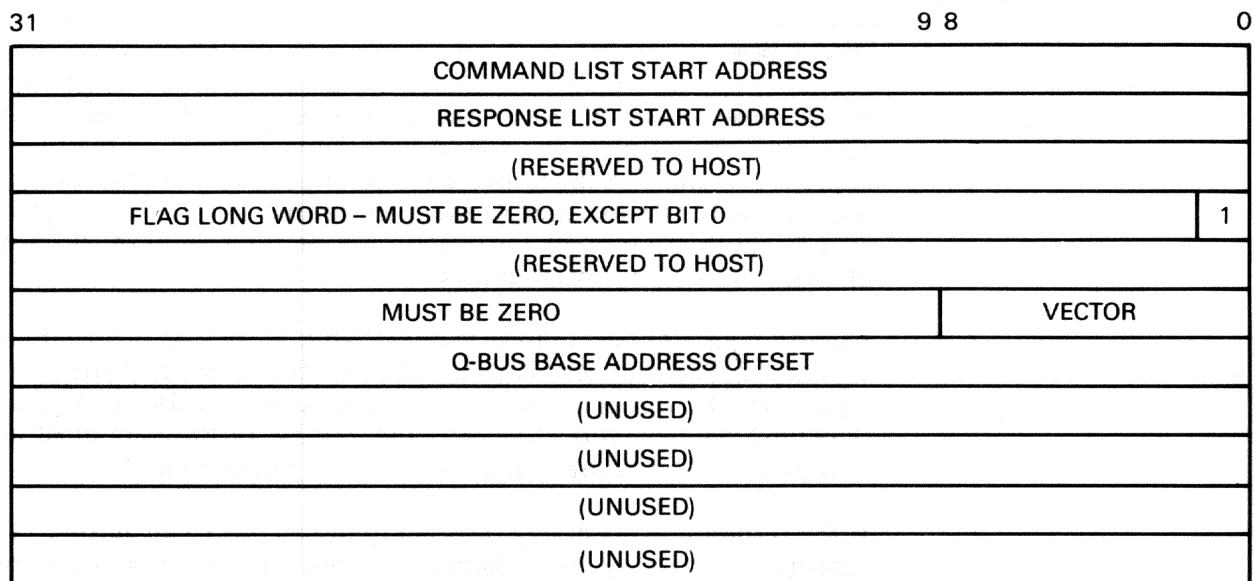 31 9 8 0
COMMAND LIST START ADDRESS
RESPONSE LIST START ADDRESS
(RESERVED TO HOST)
FLAG LONG WORD – MUST BE ZERO, EXCEPT BIT 0 1
(RESERVED TO HOST)
MUST BE ZERO VECTOR
Q-BUS BASE ADDRESS OFFSET
(UNUSED)
(UNUSED)
(UNUSED)
(UNUSED)